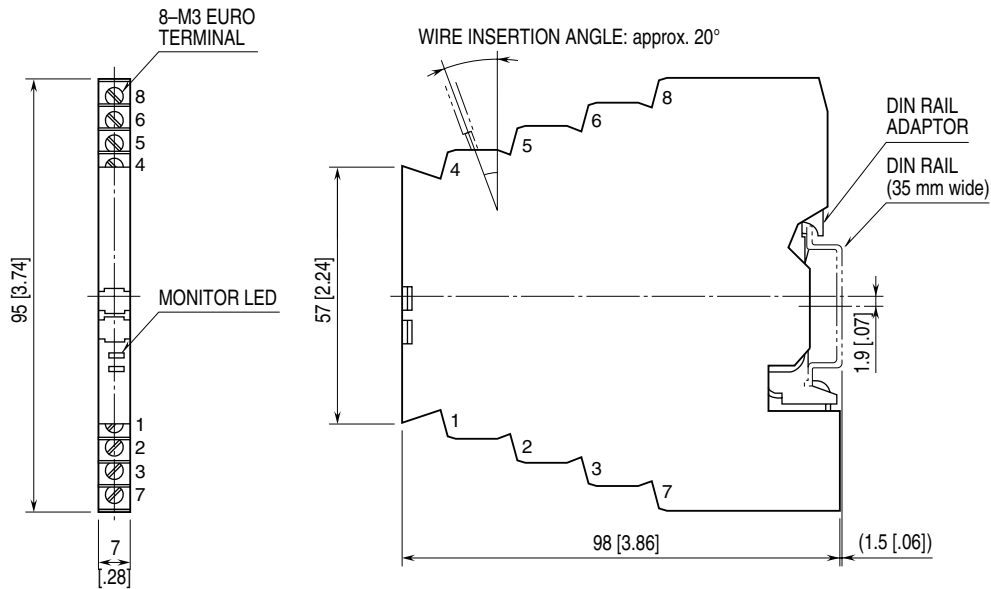 8–M3 EURO
TERMINAL
8
6
5
4
95 [3.74]
MONITOR LED
1
2
3
7
7
[.28]
WIRE INSERTION ANGLE: approx. 20°
8
6
5
4
57 [2.24]
1
2
3
7
DIN RAIL
ADAPTOR
DIN RAIL
(35 mm wide)
1.9 [.07]
98 [3.86]
(1.5 [.06])